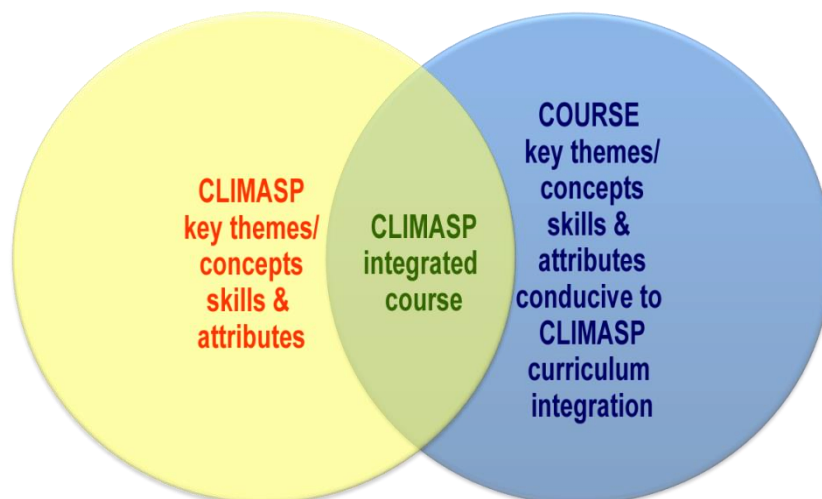 CLIMASP
key themes/
concepts
skills &
attributes
CLIMASP
integrated
course
COURSE
key themes/
concepts
skills &
attributes
conducive to
CLIMASP
curriculum
integration